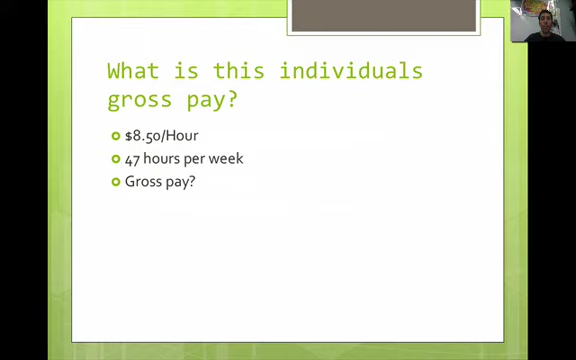 What is this individuals
gross pay?
$8.50/Hour
47 hours per week
Gross pay?